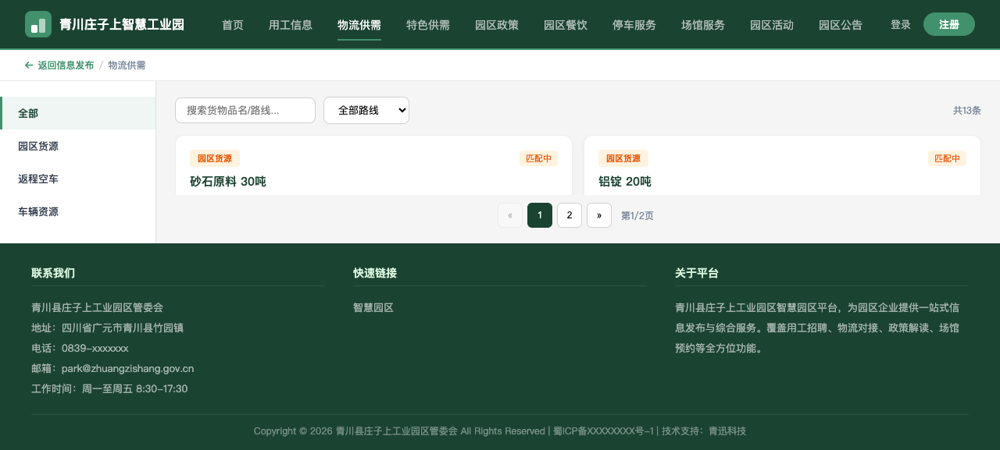 青川庄子上智慧工业园
首页 用工信息 物流供需 特色供需 园区政策 园区餐饮 停车服务 场馆服务 园区活动 园区公告 登录 注册
← 返回信息发布 / 物流供需
全部
园区货源
返程空车
车辆资源
搜索货物品名/路线... 全部路线 共13条
园区货源 匹配中
砂石原料 30吨
园区货源 匹配中
铝锭 20吨
« 1 2 » 第1/2页
联系我们
青川县庄子上工业园区管委会
地址：四川省广元市青川县竹园镇
电话：0839-xxxxxxx
邮箱：park@zhuangzishang.gov.cn
工作时间：周一至周五 8:30-17:30
快速链接
智慧园区
关于平台
青川县庄子上工业园区智慧园区平台，为园区企业提供一站式信
息发布与综合服务。覆盖用工招聘、物流对接、政策解读、场馆
预约等全方位功能。
Copyright © 2026 青川县庄子上工业园区管委会 All Rights Reserved | 蜀ICP备XXXXXXXX号-1 | 技术支持：青迅科技